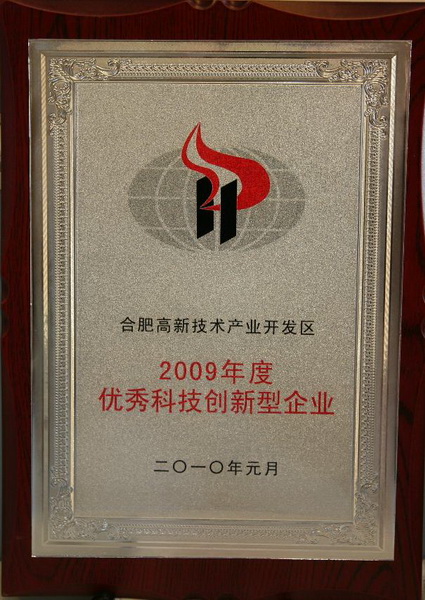 合肥高新技术产业开发区
2009年度
优秀科技创新型企业
二〇一〇年元月